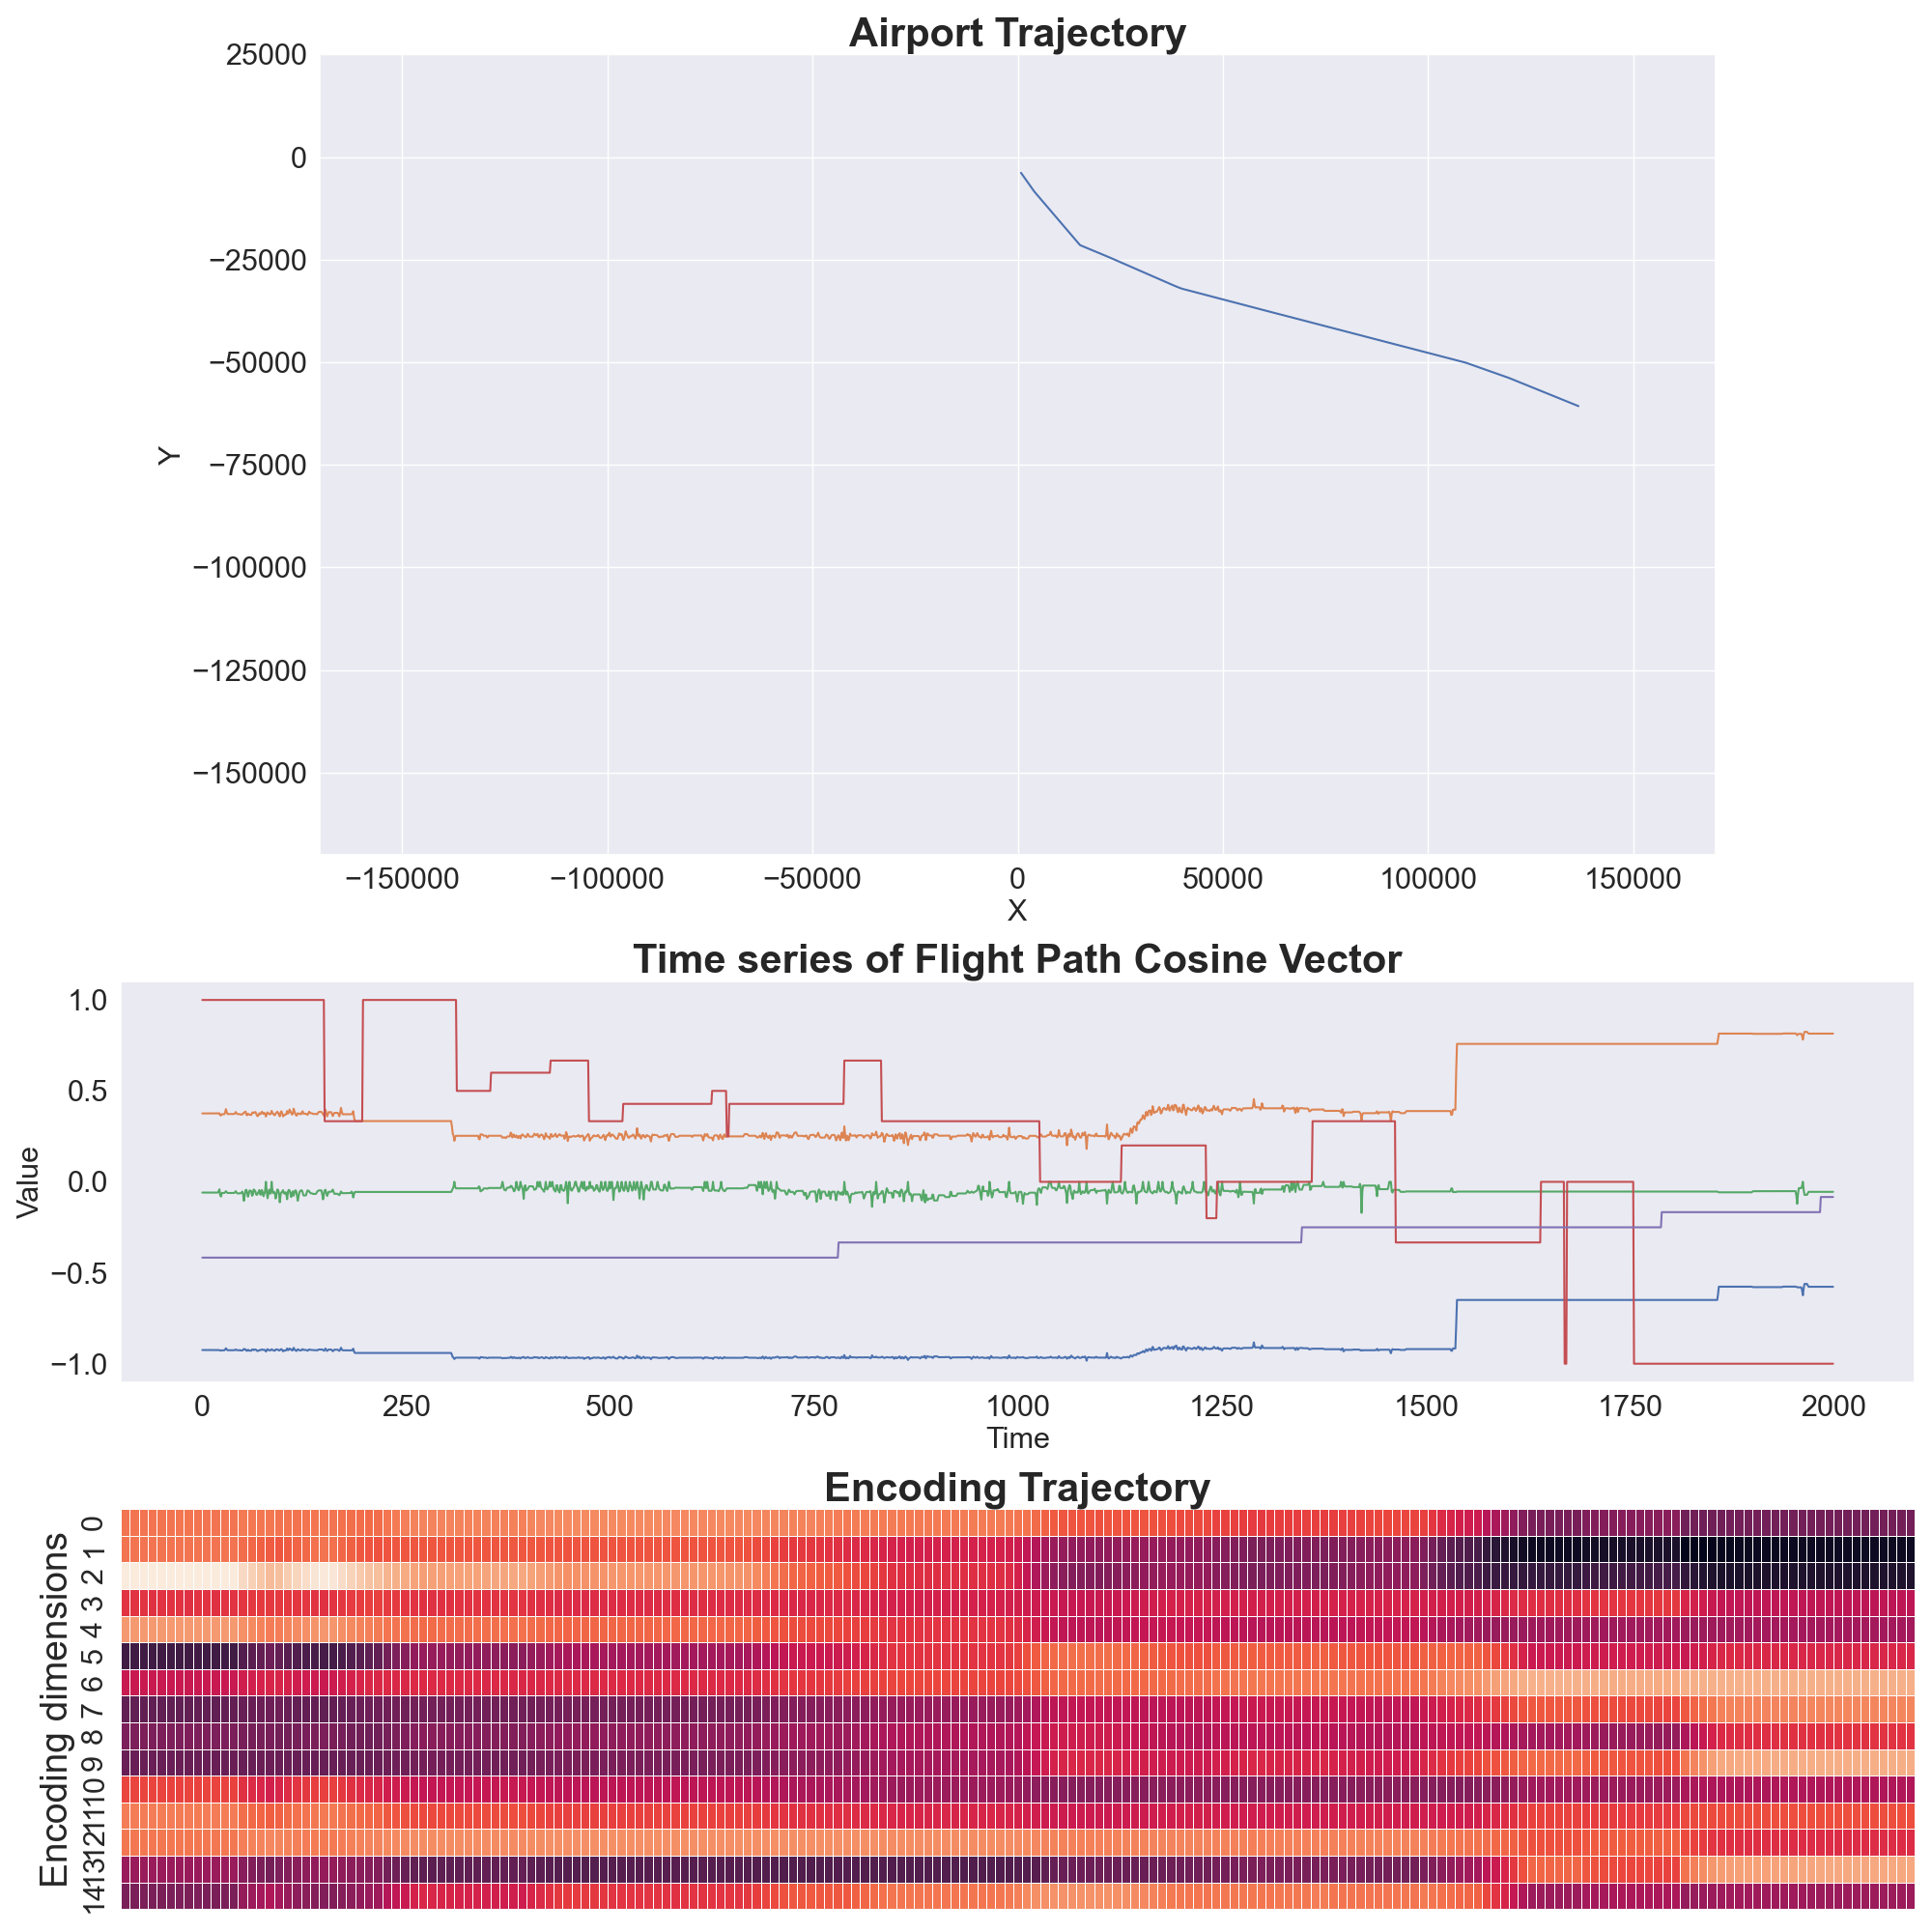 Airport Trajectory
25000
0
−25000
−50000
−75000
−100000
−125000
−150000
Y
−150000 −100000 −50000 0 50000 100000 150000
X
Time series of Flight Path Cosine Vector
1.0
0.5
0.0
−0.5
−1.0
Value
0 250 500 750 1000 1250 1500 1750 2000
Time
Encoding Trajectory
Encoding dimensions
0
1
2
3
4
5
6
7
8
9
10
11
12
13
14